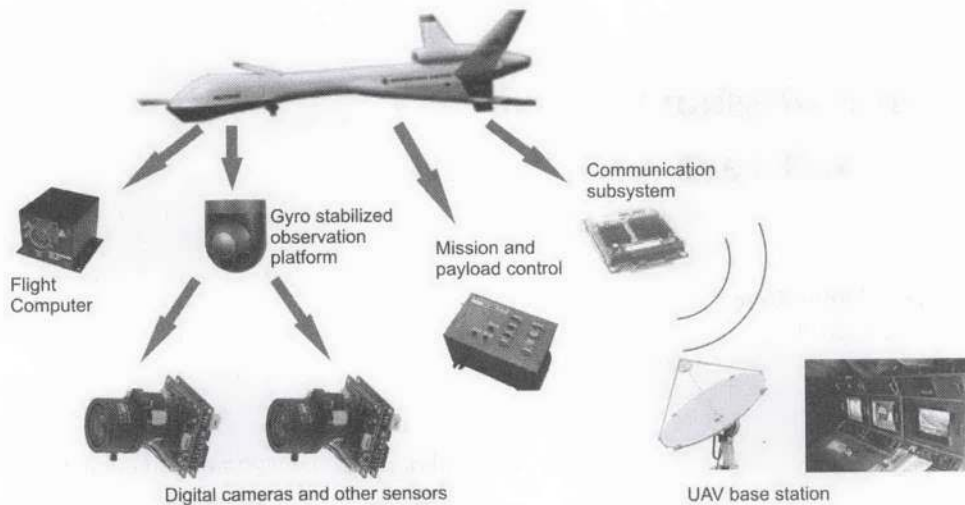 Communication
subsystem
Gyro stabilized
observation
platform
Mission and
payload control
Flight
Computer
Digital cameras and other sensors
UAV base station